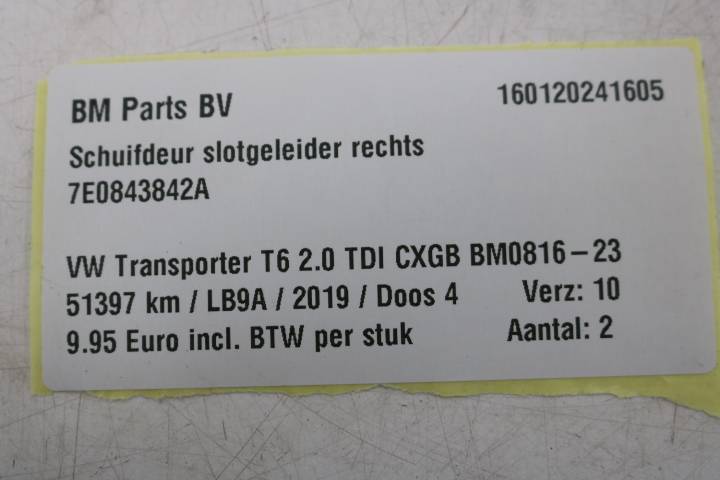 BM Parts BV 160120241605
Schuifdeur slotgeleider rechts
7E0843842A
VW Transporter T6 2.0 TDI CXGB BM0816-23
51397 km / LB9A / 2019 / Doos 4 Verz: 10
9.95 Euro incl. BTW per stuk Aantal: 2